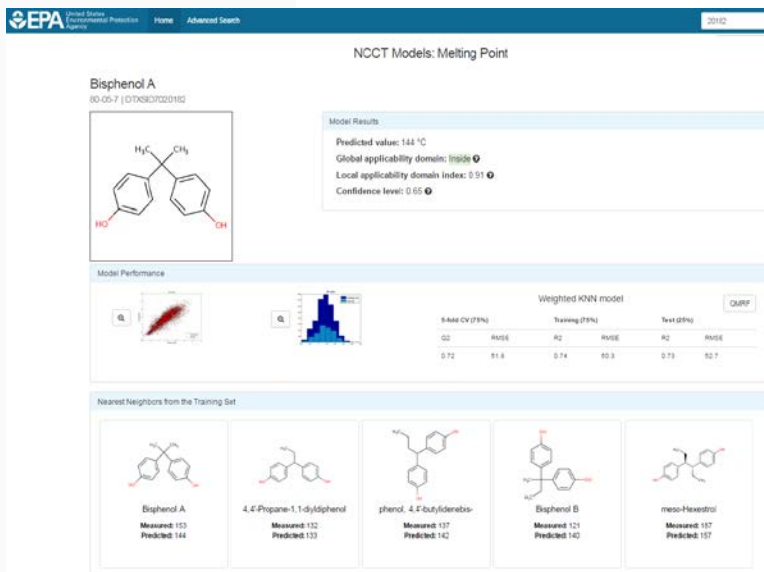 EPA United States Environmental Protection Agency Home Advanced Search 20182
NCCT Models: Melting Point
Bisphenol A
80-05-7 | DTXSID7020182
H₃C CH₃
HO OH
Model Results
Predicted value: 144 °C
Global applicability domain: Inside
Local applicability domain index: 0.91
Confidence level: 0.65
Model Performance
Weighted KNN model
QMRF
5-fold CV (75%) Training (75%) Test (25%)
Q2 RMSE R2 RMSE R2 RMSE
0.72 51.8 0.74 50.3 0.73 52.7
Nearest Neighbors from the Training Set
Bisphenol A
Measured: 153
Predicted: 144
4,4'-Propane-1,1-diyldiphenol
Measured: 132
Predicted: 133
phenol, 4,4'-butylidenebis-
Measured: 137
Predicted: 142
Bisphenol B
Measured: 121
Predicted: 140
meso-Hexestrol
Measured: 187
Predicted: 157